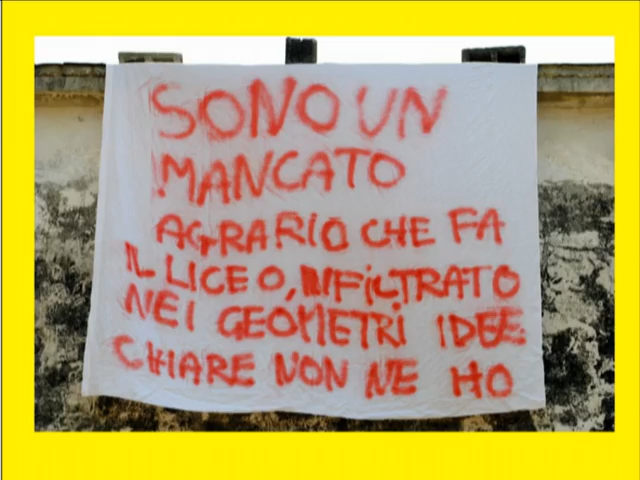 SONO UN
MANCATO
AGRARIO CHE FA
IL LICEO, INFILTRATO
NEI GEOMETRI IDEE
CHIARE NON NE HO